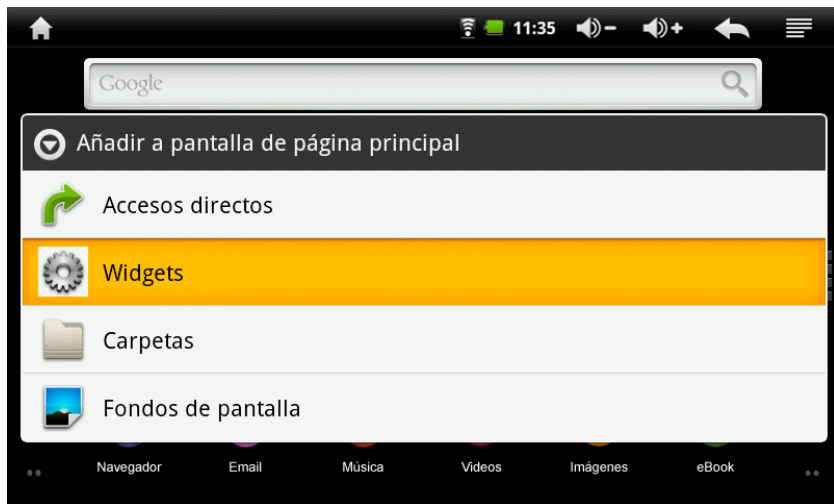 11:35
Google
Añadir a pantalla de página principal
Accesos directos
Widgets
Carpetas
Fondos de pantalla
Navegador Email Música Videos Imágenes eBook